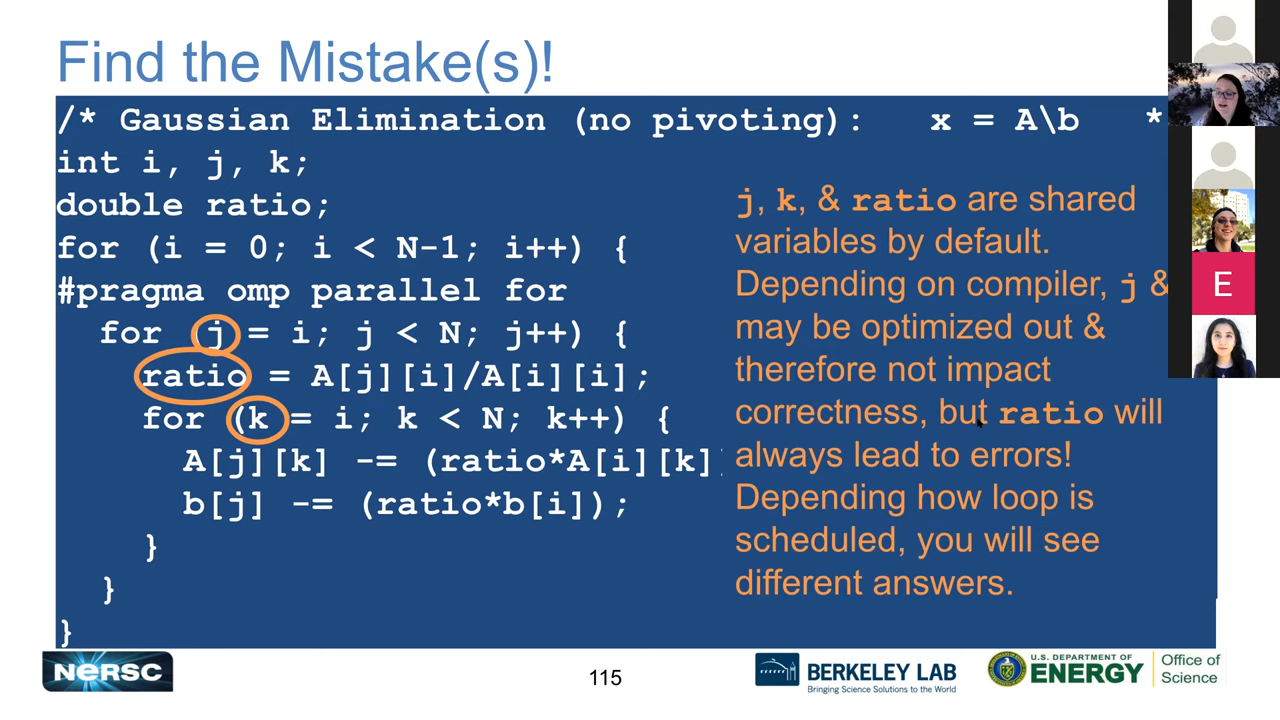 Find the Mistake(s)!
/* Gaussian Elimination (no pivoting): x = A\b *
int i, j, k;
double ratio;
for (i = 0; i < N-1; i++) {
#pragma omp parallel for
for (j = i; j < N; j++) {
ratio = A[j][i]/A[i][i];
for (k = i; k < N; k++) {
A[j][k] -= (ratio*A[i][k]
b[j] -= (ratio*b[i]);
}
}
}
j, k, & ratio are shared
variables by default.
Depending on compiler, j &
may be optimized out &
therefore not impact
correctness, but ratio will
always lead to errors!
Depending how loop is
scheduled, you will see
different answers.
E
NERSC
115
BERKELEY LAB
Bringing Science Solutions to the World
U.S. DEPARTMENT OF
ENERGY
Office of
Science